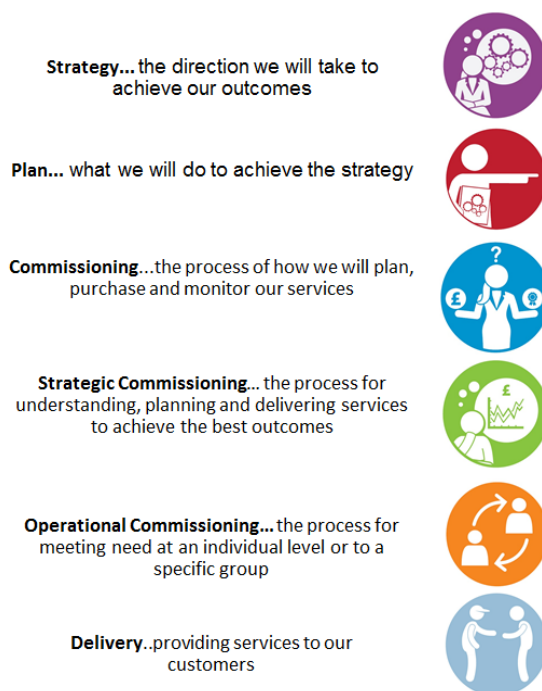 Strategy... the direction we will take to
achieve our outcomes
Plan... what we will do to achieve the strategy
Commissioning...the process of how we will plan,
purchase and monitor our services
?
£
Strategic Commissioning... the process for
understanding, planning and delivering services
to achieve the best outcomes
£
Operational Commissioning... the process for
meeting need at an individual level or to a
specific group
Delivery..providing services to our
customers